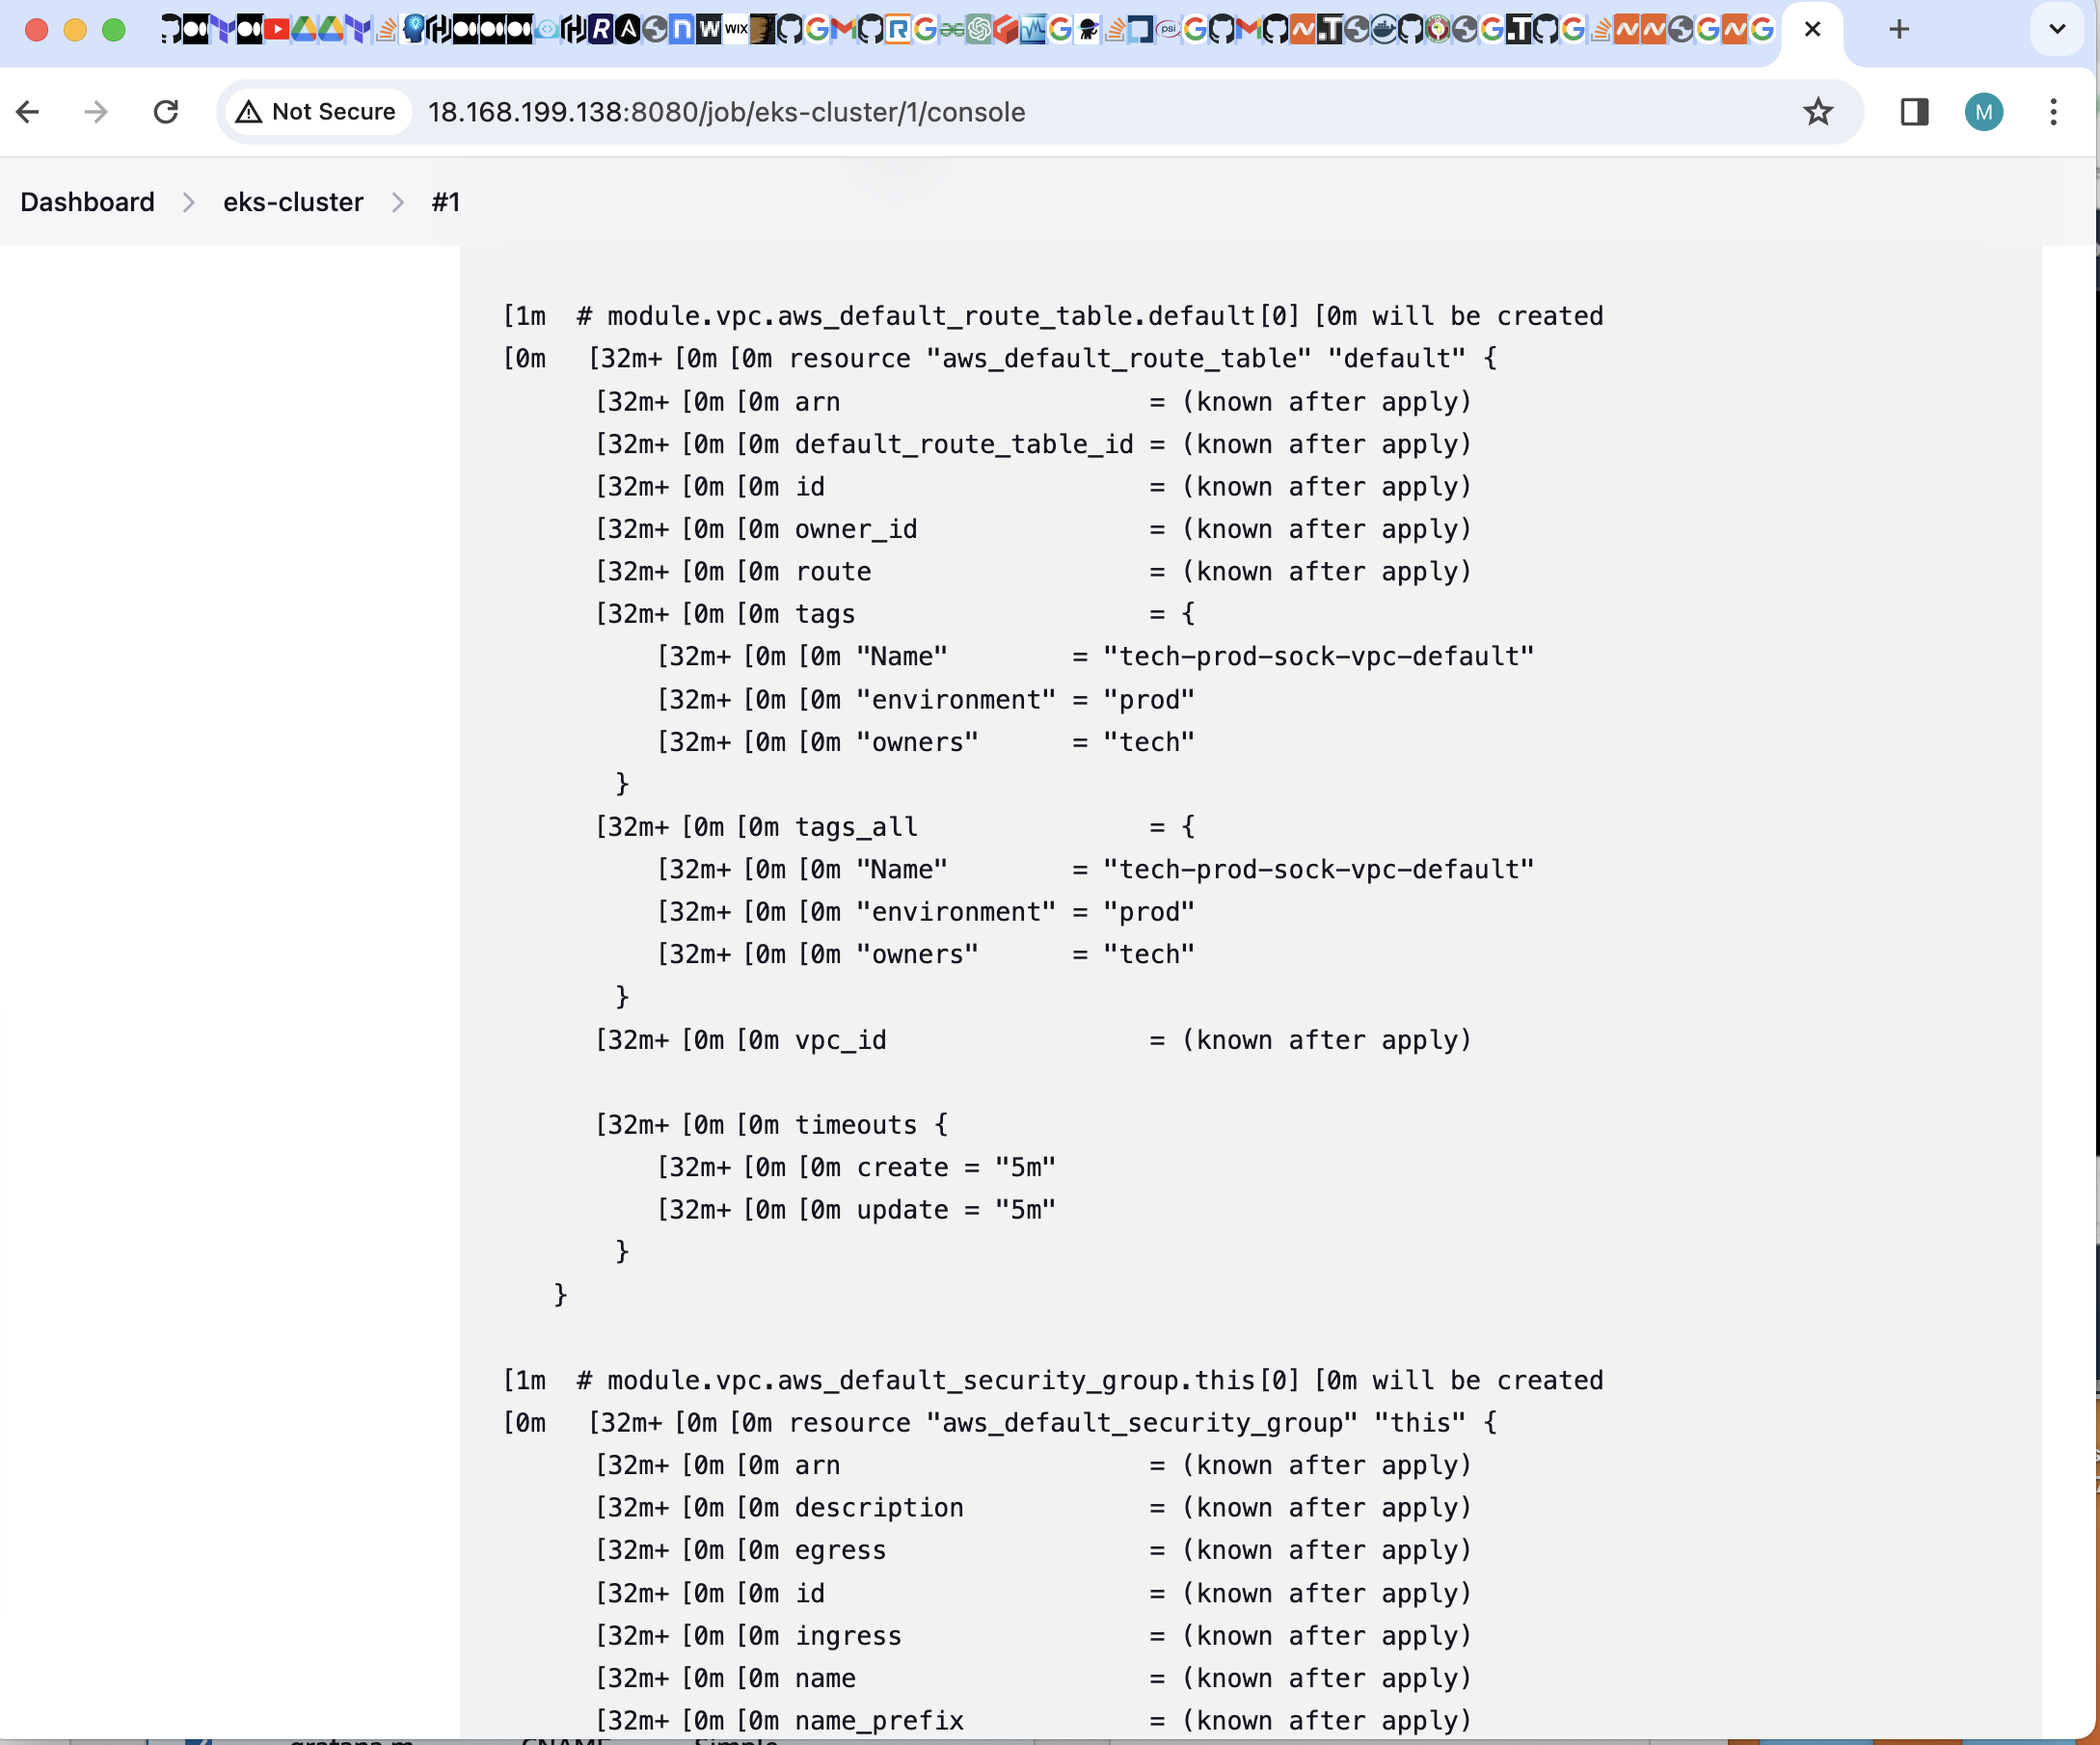 WIX
psi
Not Secure
18.168.199.138:8080/job/eks-cluster/1/console
M
Dashboard > eks-cluster > #1
[1m  # module.vpc.aws_default_route_table.default[0] [0m will be created
[0m   [32m+ [0m [0m resource "aws_default_route_table" "default" {
[32m+ [0m [0m arn                    = (known after apply)
[32m+ [0m [0m default_route_table_id = (known after apply)
[32m+ [0m [0m id                     = (known after apply)
[32m+ [0m [0m owner_id               = (known after apply)
[32m+ [0m [0m route                  = (known after apply)
[32m+ [0m [0m tags                   = {
[32m+ [0m [0m "Name"        = "tech-prod-sock-vpc-default"
[32m+ [0m [0m "environment" = "prod"
[32m+ [0m [0m "owners"      = "tech"
}
[32m+ [0m [0m tags_all               = {
[32m+ [0m [0m "Name"        = "tech-prod-sock-vpc-default"
[32m+ [0m [0m "environment" = "prod"
[32m+ [0m [0m "owners"      = "tech"
}
[32m+ [0m [0m vpc_id                 = (known after apply)
[32m+ [0m [0m timeouts {
[32m+ [0m [0m create = "5m"
[32m+ [0m [0m update = "5m"
}
}
[1m  # module.vpc.aws_default_security_group.this[0] [0m will be created
[0m   [32m+ [0m [0m resource "aws_default_security_group" "this" {
[32m+ [0m [0m arn                    = (known after apply)
[32m+ [0m [0m description            = (known after apply)
[32m+ [0m [0m egress                 = (known after apply)
[32m+ [0m [0m id                     = (known after apply)
[32m+ [0m [0m ingress                = (known after apply)
[32m+ [0m [0m name                   = (known after apply)
[32m+ [0m [0m name_prefix            = (known after apply)